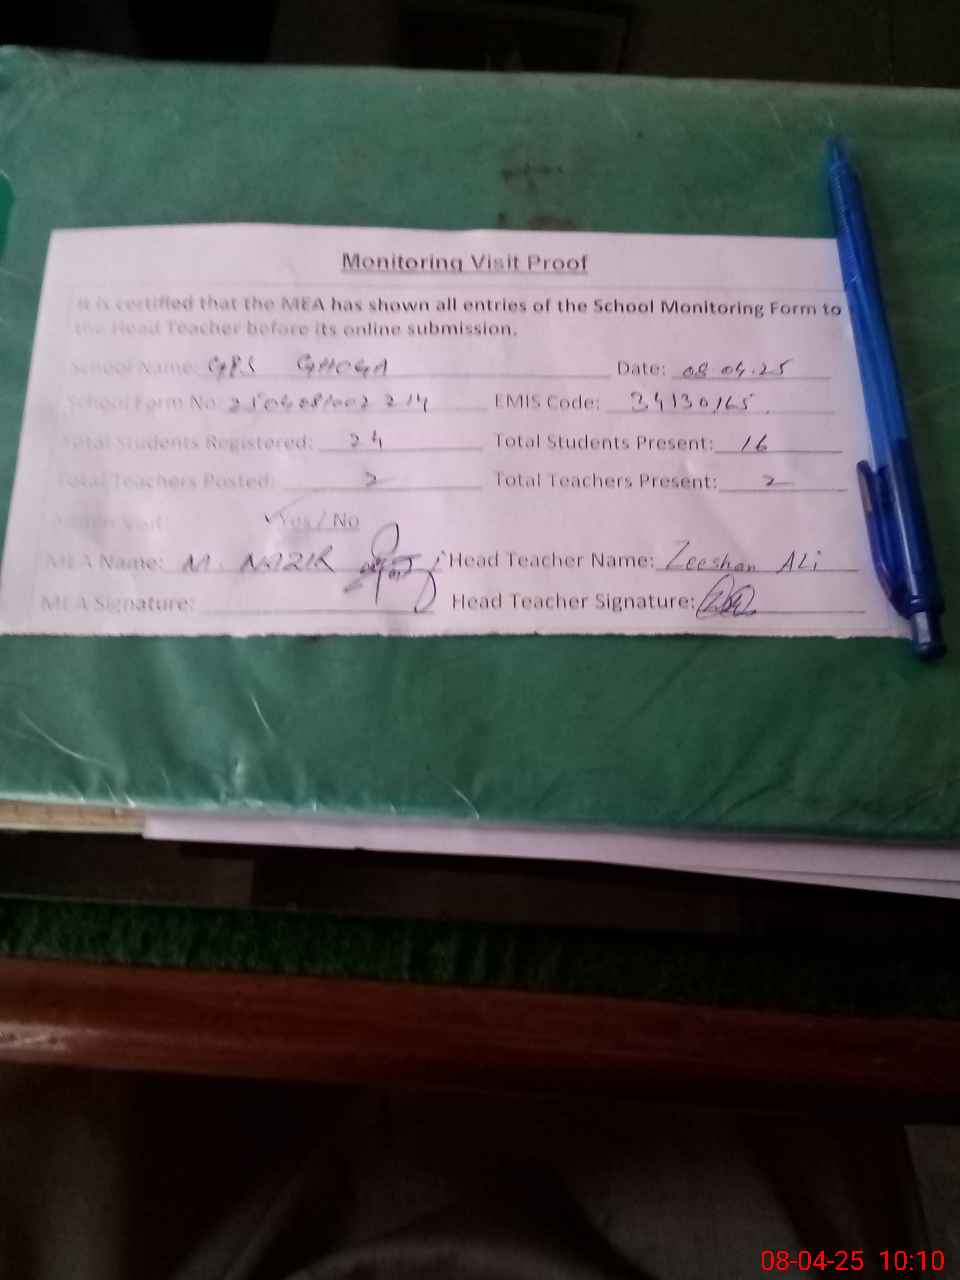 Monitoring Visit Proof
It is certified that the MEA has shown all entries of the School Monitoring Form to
the Head Teacher before its online submission.
School Name: GPS GHOGA Date: 08.04.25
School Form No: EMIS Code: 34130165
Total Students Registered: 24 Total Students Present: 16
Total Teachers Posted: 2 Total Teachers Present: 2
Visit: Yes / No
MEA Name: M. NAZIR Head Teacher Name: Zeeshan ALi
MEA Signature: Head Teacher Signature:
08-04-25 10:10